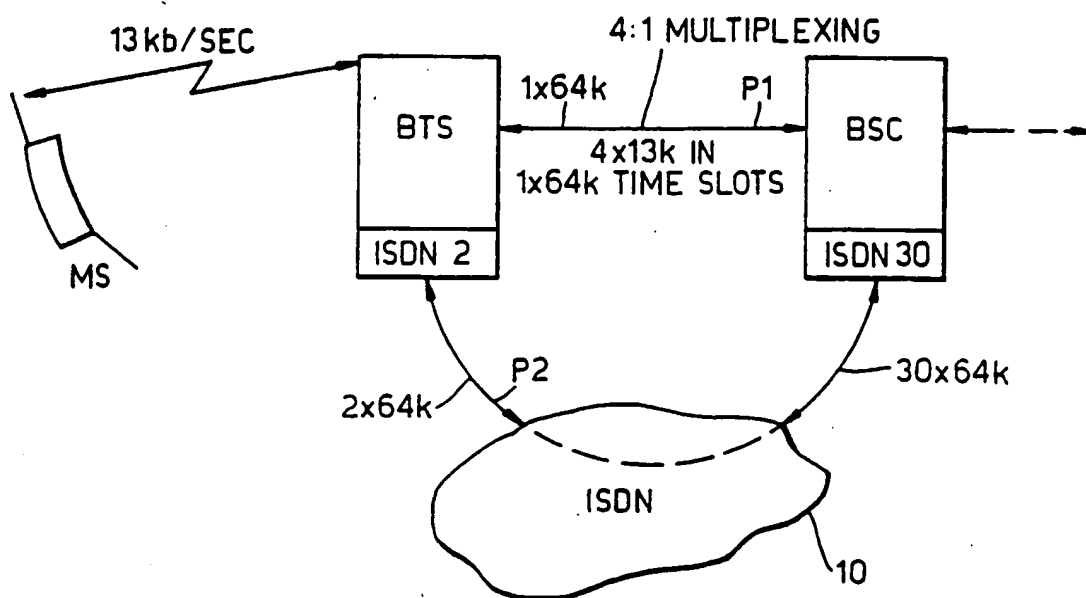 13kb/SEC
4:1 MULTIPLEXING
1x64k
P1
BTS
BSC
4x13k IN
1x64k TIME SLOTS
ISDN 2
ISDN 30
MS
P2
2x64k
30x64k
ISDN
10